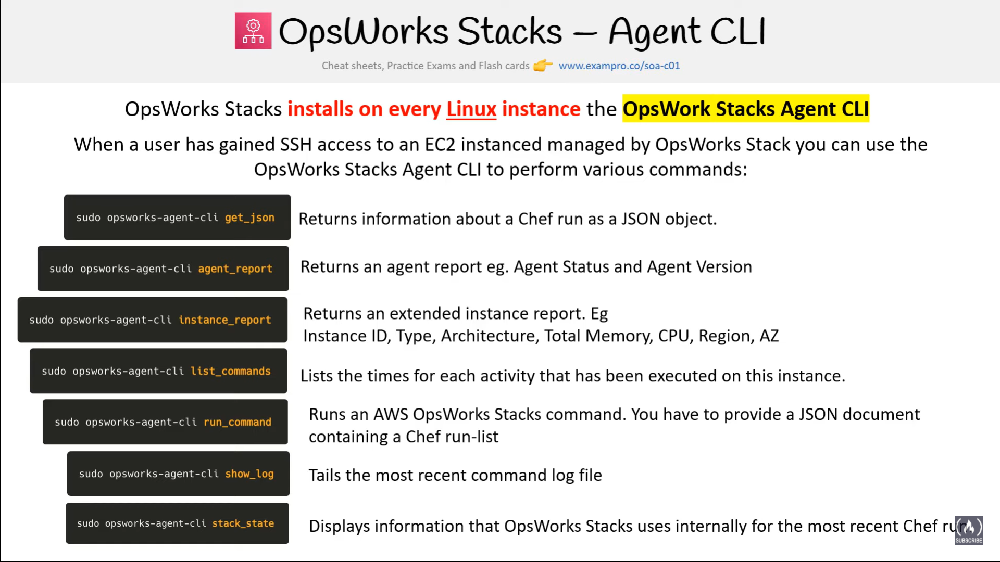 OpsWorks Stacks – Agent CLI
Cheat sheets, Practice Exams and Flash cards 👉 www.exampro.co/soa-c01
OpsWorks Stacks installs on every Linux instance the OpsWork Stacks Agent CLI
When a user has gained SSH access to an EC2 instanced managed by OpsWorks Stack you can use the
OpsWorks Stacks Agent CLI to perform various commands:
sudo opsworks-agent-cli get_json
Returns information about a Chef run as a JSON object.
sudo opsworks-agent-cli agent_report
Returns an agent report eg. Agent Status and Agent Version
sudo opsworks-agent-cli instance_report
Returns an extended instance report. Eg
Instance ID, Type, Architecture, Total Memory, CPU, Region, AZ
sudo opsworks-agent-cli list_commands
Lists the times for each activity that has been executed on this instance.
sudo opsworks-agent-cli run_command
Runs an AWS OpsWorks Stacks command. You have to provide a JSON document
containing a Chef run-list
sudo opsworks-agent-cli show_log
Tails the most recent command log file
sudo opsworks-agent-cli stack_state
Displays information that OpsWorks Stacks uses internally for the most recent Chef run
SUBSCRIBE